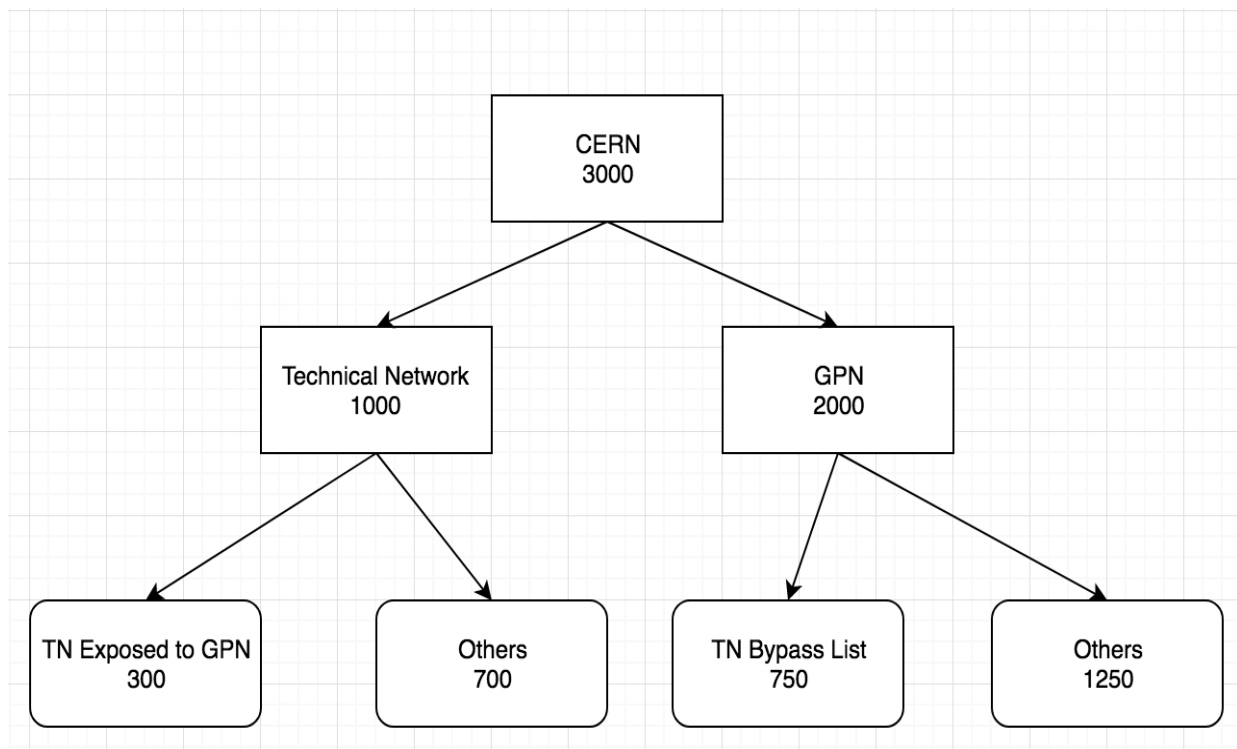 CERN
3000
Technical Network
1000
GPN
2000
TN Exposed to GPN
300
Others
700
TN Bypass List
750
Others
1250